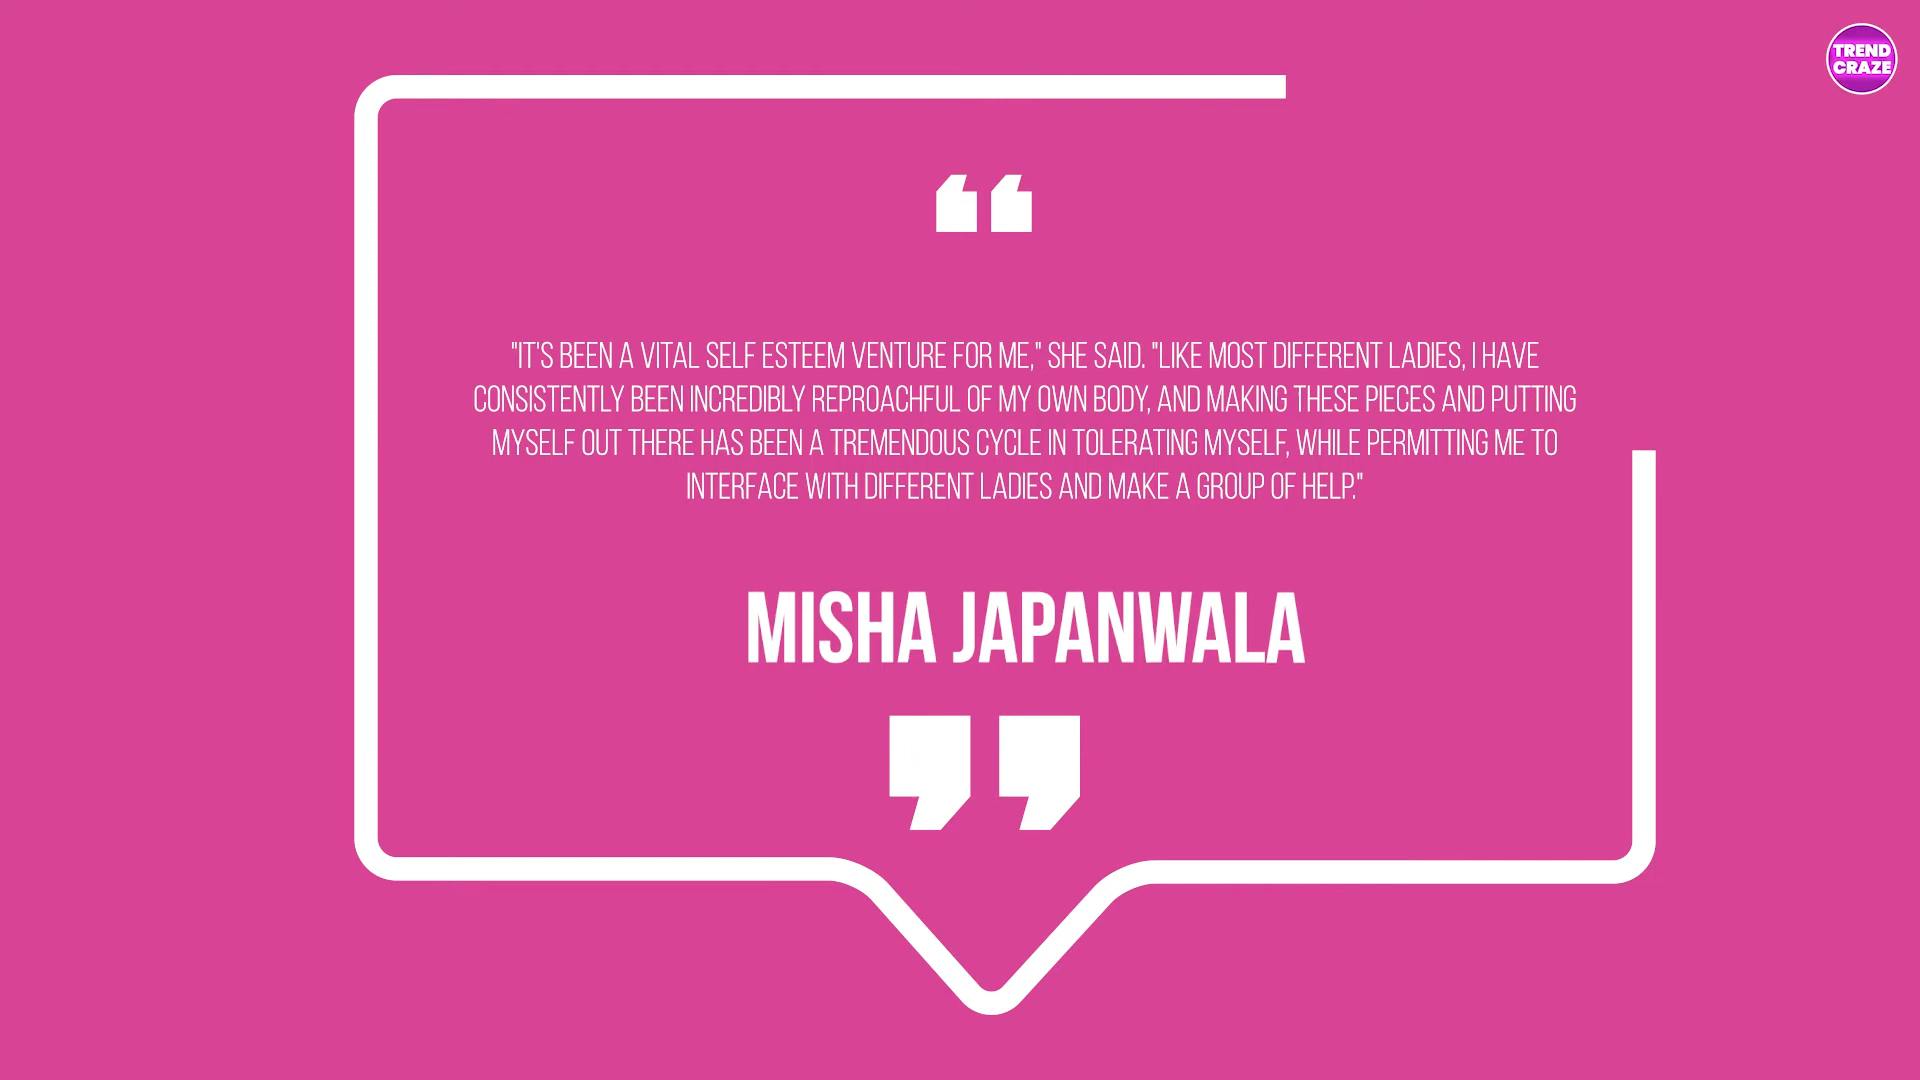 TREND
CRAZE
"IT'S BEEN A VITAL SELF ESTEEM VENTURE FOR ME," SHE SAID. "LIKE MOST DIFFERENT LADIES, I HAVE
CONSISTENTLY BEEN INCREDIBLY REPROACHFUL OF MY OWN BODY, AND MAKING THESE PIECES AND PUTTING
MYSELF OUT THERE HAS BEEN A TREMENDOUS CYCLE IN TOLERATING MYSELF, WHILE PERMITTING ME TO
INTERFACE WITH DIFFERENT LADIES AND MAKE A GROUP OF HELP."
MISHA JAPANWALA